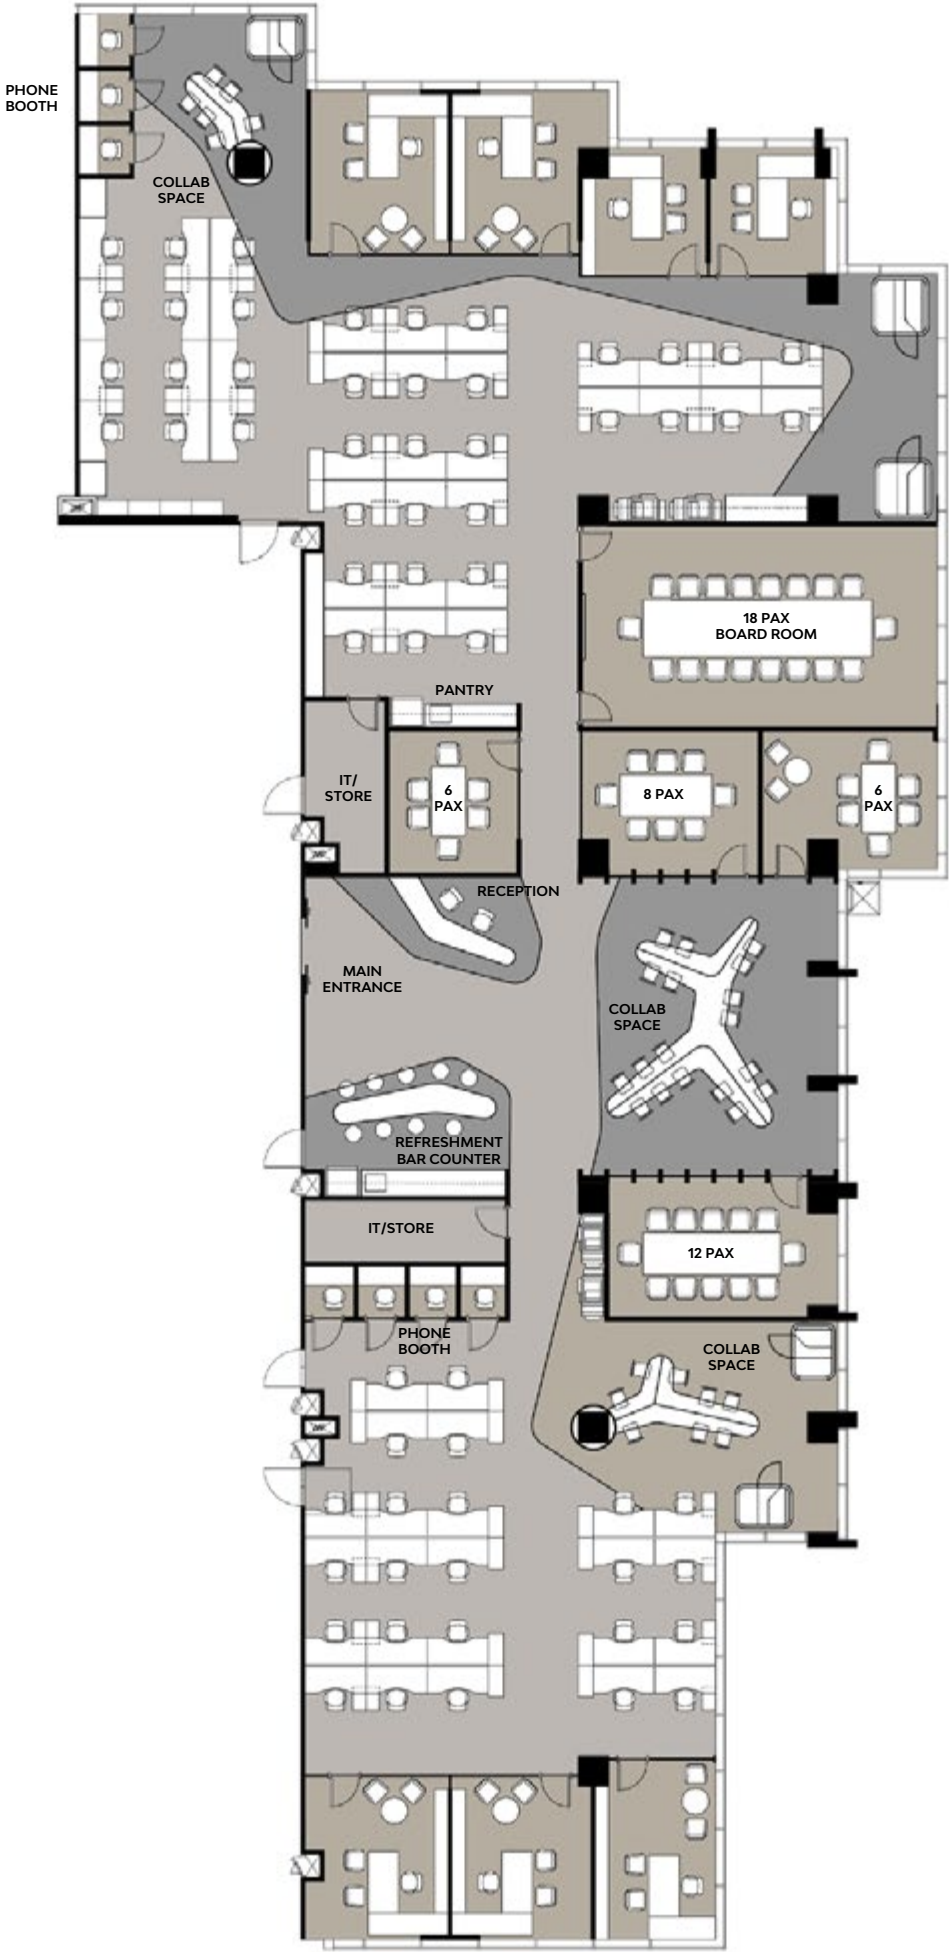 PHONE
BOOTH
COLLAB
SPACE
18 PAX
BOARD ROOM
PANTRY
IT/
STORE
6
PAX
8 PAX
6
PAX
RECEPTION
MAIN
ENTRANCE
COLLAB
SPACE
REFRESHMENT
BAR COUNTER
IT/STORE
12 PAX
PHONE
BOOTH
COLLAB
SPACE